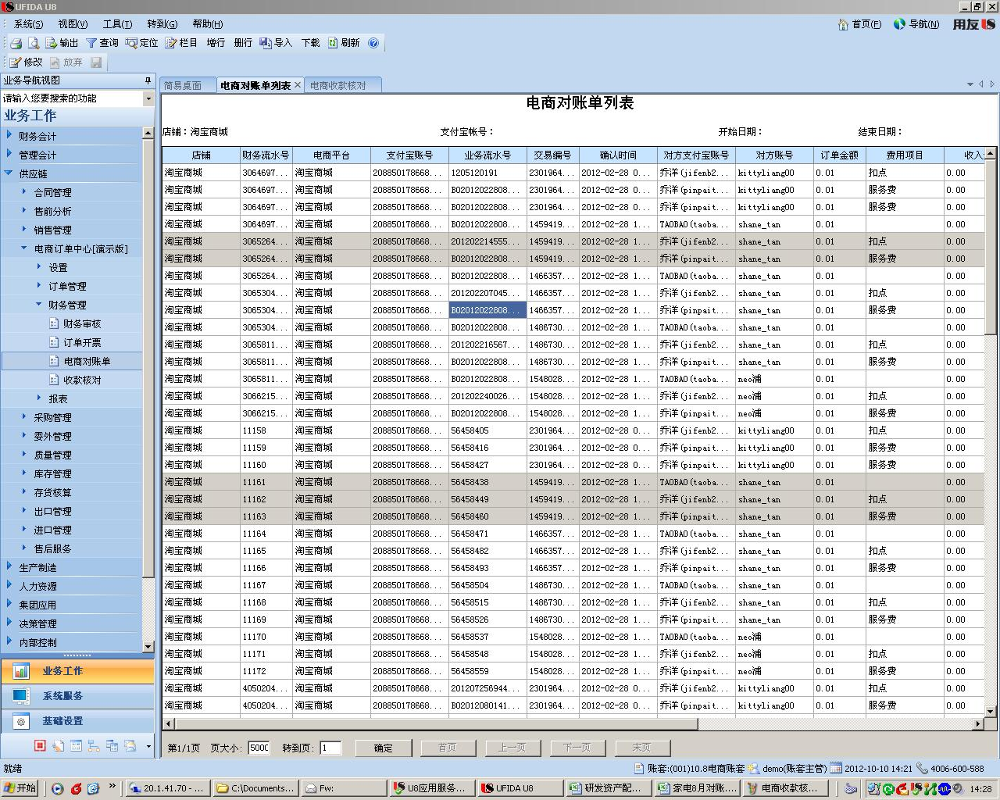 UFIDA U8
系统(S) 视图(V) 工具(T) 转到(G) 帮助(H) 首页(F) 导航(N) 用友
输出 查询 定位 栏目 增行 删行 导入 下载 刷新
修改 放弃
业务导航视图
请输入您要搜索的功能
业务工作
财务会计
管理会计
供应链
合同管理
售前分析
销售管理
电商订单中心[演示版]
设置
订单管理
财务管理
财务审核
订单开票
电商对账单
收款核对
报表
采购管理
委外管理
质量管理
库存管理
存货核算
出口管理
进口管理
售后服务
生产制造
人力资源
集团应用
决策管理
内部控制
业务工作
系统服务
基础设置
简易桌面 电商对账单列表 电商收款核对
电商对账单列表
店铺：淘宝商城 支付宝帐号： 开始日期： 结束日期：
店铺 财务流水号 电商平台 支付宝账号 业务流水号 交易编号 确认时间 对方支付宝账号 对方账号 订单金额 费用项目 收入
淘宝商城 3064697... 淘宝商城 208850178668... 1205120191 2301964... 2012-02-28 0... 乔洋(jifenb2... kittyliang00 0.01 扣点 0.00
淘宝商城 3064697... 淘宝商城 208850178668... B02012022808... 2301964... 2012-02-28 0... 乔洋(pinpait... kittyliang00 0.01 服务费 0.00
淘宝商城 3064697... 淘宝商城 208850178668... B02012022808... 2301964... 2012-02-28 0... 乔洋(pinpait... kittyliang00 0.01 服务费 0.00
淘宝商城 3064697... 淘宝商城 208850178668... B02012022808... 1459419... 2012-02-28 1... TAOBAO(taoba... shane_tan 0.01 0.00
淘宝商城 3065264... 淘宝商城 208850178668... 201202214555... 1459419... 2012-02-28 1... 乔洋(jifenb2... shane_tan 0.01 扣点 0.00
淘宝商城 3065264... 淘宝商城 208850178668... B02012022808... 1459419... 2012-02-28 1... 乔洋(pinpait... shane_tan 0.01 服务费 0.00
淘宝商城 3065264... 淘宝商城 208850178668... B02012022808... 1466357... 2012-02-28 1... TAOBAO(taoba... shane_tan 0.01 0.00
淘宝商城 3065304... 淘宝商城 208850178668... 201202207045... 1466357... 2012-02-28 1... 乔洋(jifenb2... shane_tan 0.01 扣点 0.00
淘宝商城 3065304... 淘宝商城 208850178668... B02012022808... 1466357... 2012-02-28 1... 乔洋(pinpait... shane_tan 0.01 服务费 0.00
淘宝商城 3065304... 淘宝商城 208850178668... B02012022808... 1486730... 2012-02-28 1... TAOBAO(taoba... shane_tan 0.01 0.00
淘宝商城 3065811... 淘宝商城 208850178668... 201202216567... 1486730... 2012-02-28 1... 乔洋(jifenb2... shane_tan 0.01 扣点 0.00
淘宝商城 3065811... 淘宝商城 208850178668... B02012022808... 1486730... 2012-02-28 1... 乔洋(pinpait... shane_tan 0.01 服务费 0.00
淘宝商城 3065811... 淘宝商城 208850178668... B02012022808... 1548028... 2012-02-28 1... TAOBAO(taoba... neo浦 0.01 0.00
淘宝商城 3066215... 淘宝商城 208850178668... 201202240026... 1548028... 2012-02-28 1... 乔洋(jifenb2... neo浦 0.01 扣点 0.00
淘宝商城 3066215... 淘宝商城 208850178668... B02012022808... 1548028... 2012-02-28 1... 乔洋(pinpait... neo浦 0.01 服务费 0.00
淘宝商城 11158 淘宝商城 208850178668... 56458405 2301964... 2012-02-28 0... 乔洋(jifenb2... kittyliang00 0.01 扣点 0.00
淘宝商城 11159 淘宝商城 208850178668... 56458416 2301964... 2012-02-28 0... 乔洋(pinpait... kittyliang00 0.01 服务费 0.00
淘宝商城 11160 淘宝商城 208850178668... 56458427 2301964... 2012-02-28 0... 乔洋(pinpait... kittyliang00 0.01 服务费 0.00
淘宝商城 11161 淘宝商城 208850178668... 56458438 1459419... 2012-02-28 1... TAOBAO(taoba... shane_tan 0.01 0.00
淘宝商城 11162 淘宝商城 208850178668... 56458449 1459419... 2012-02-28 1... 乔洋(jifenb2... shane_tan 0.01 扣点 0.00
淘宝商城 11163 淘宝商城 208850178668... 56458460 1459419... 2012-02-28 1... 乔洋(pinpait... shane_tan 0.01 服务费 0.00
淘宝商城 11164 淘宝商城 208850178668... 56458471 1466357... 2012-02-28 1... TAOBAO(taoba... shane_tan 0.01 0.00
淘宝商城 11165 淘宝商城 208850178668... 56458482 1466357... 2012-02-28 1... 乔洋(jifenb2... shane_tan 0.01 扣点 0.00
淘宝商城 11166 淘宝商城 208850178668... 56458493 1466357... 2012-02-28 1... 乔洋(pinpait... shane_tan 0.01 服务费 0.00
淘宝商城 11167 淘宝商城 208850178668... 56458504 1486730... 2012-02-28 1... TAOBAO(taoba... shane_tan 0.01 0.00
淘宝商城 11168 淘宝商城 208850178668... 56458515 1486730... 2012-02-28 1... 乔洋(jifenb2... shane_tan 0.01 扣点 0.00
淘宝商城 11169 淘宝商城 208850178668... 56458526 1486730... 2012-02-28 1... 乔洋(pinpait... shane_tan 0.01 服务费 0.00
淘宝商城 11170 淘宝商城 208850178668... 56458537 1548028... 2012-02-28 1... TAOBAO(taoba... neo浦 0.01 0.00
淘宝商城 11171 淘宝商城 208850178668... 56458548 1548028... 2012-02-28 1... 乔洋(jifenb2... neo浦 0.01 扣点 0.00
淘宝商城 11172 淘宝商城 208850178668... 56458559 1548028... 2012-02-28 1... 乔洋(pinpait... neo浦 0.01 服务费 0.00
淘宝商城 4050204... 淘宝商城 208850178668... 201207256944... 2301964... 2012-02-28 0... 乔洋(jifenb2... kittyliang00 0.01 扣点 0.00
淘宝商城 4050204... 淘宝商城 208850178668... B02012080141... 2301964... 2012-02-28 0... 乔洋(pinpait... kittyliang00 0.01 服务费 0.00
第1/1页 页大小: 5000 转到页: 1 确定 首页 上一页 下一页 末页
就绪 账套:(001)10.8电商账套 demo(账套主管) 2012-10-10 14:21 4006-600-588
开始 20.1.41.70 -... C:\Documents... Fw: U8应用服务... UFIDA U8 研发资产配... 家电8月对账... 电商收款核... 14:28